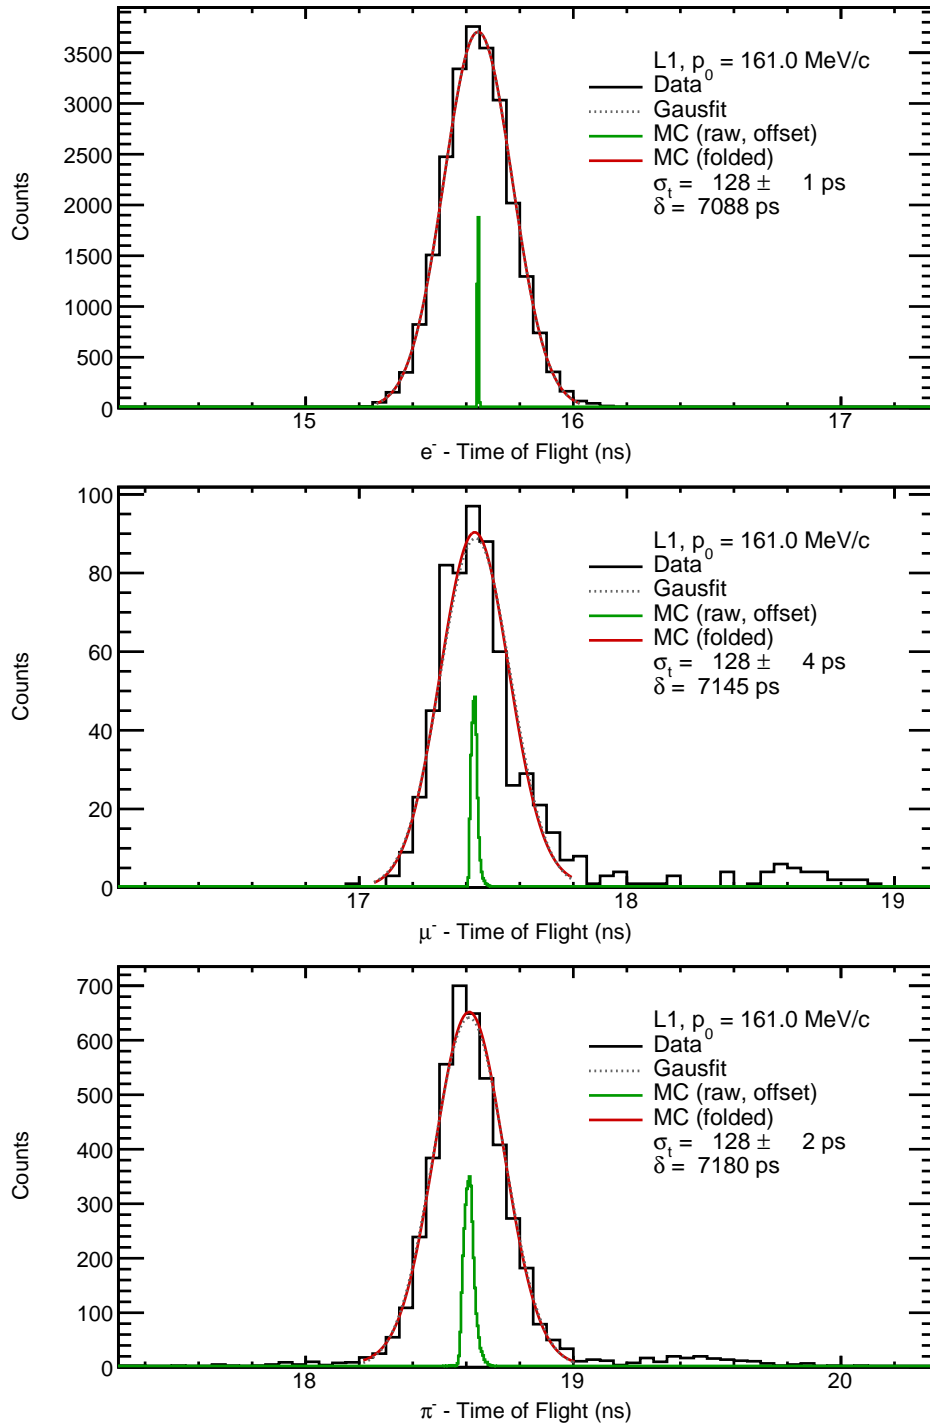 3500
3000
2500
2000
1500
1000
500
0
Counts
L1, p₀ = 161.0 MeV/c
Data
Gausfit
MC (raw, offset)
MC (folded)
σₜ = 128 ± 1 ps
δ = 7088 ps
15 16 17
e⁻ - Time of Flight (ns)
100
80
60
40
20
0
Counts
L1, p₀ = 161.0 MeV/c
Data
Gausfit
MC (raw, offset)
MC (folded)
σₜ = 128 ± 4 ps
δ = 7145 ps
17 18 19
μ⁻ - Time of Flight (ns)
700
600
500
400
300
200
100
0
Counts
L1, p₀ = 161.0 MeV/c
Data
Gausfit
MC (raw, offset)
MC (folded)
σₜ = 128 ± 2 ps
δ = 7180 ps
18 19 20
π⁻ - Time of Flight (ns)